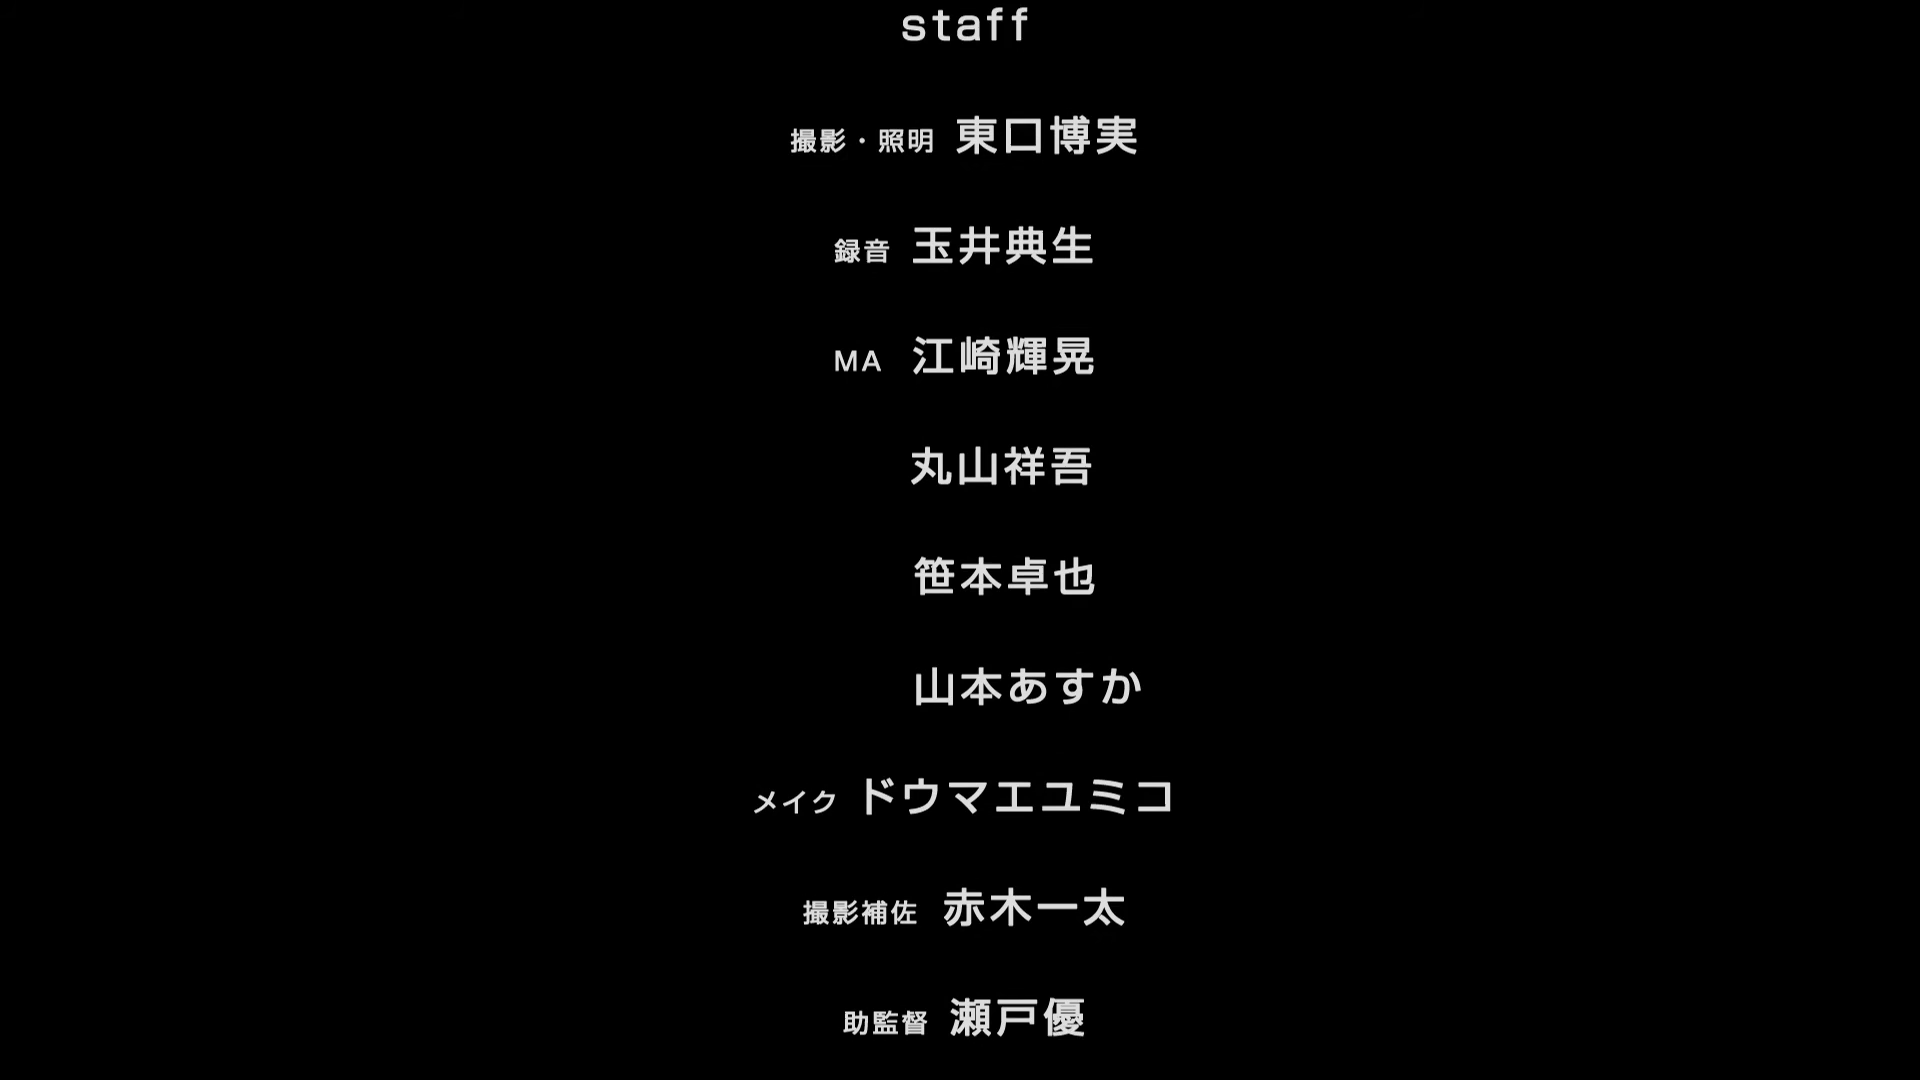 staff
撮影・照明 東口博実
録音 玉井典生
MA 江崎輝晃
丸山祥吾
笹本卓也
山本あすか
メイク ドウマエユミコ
撮影補佐 赤木一太
助監督 瀬戸優